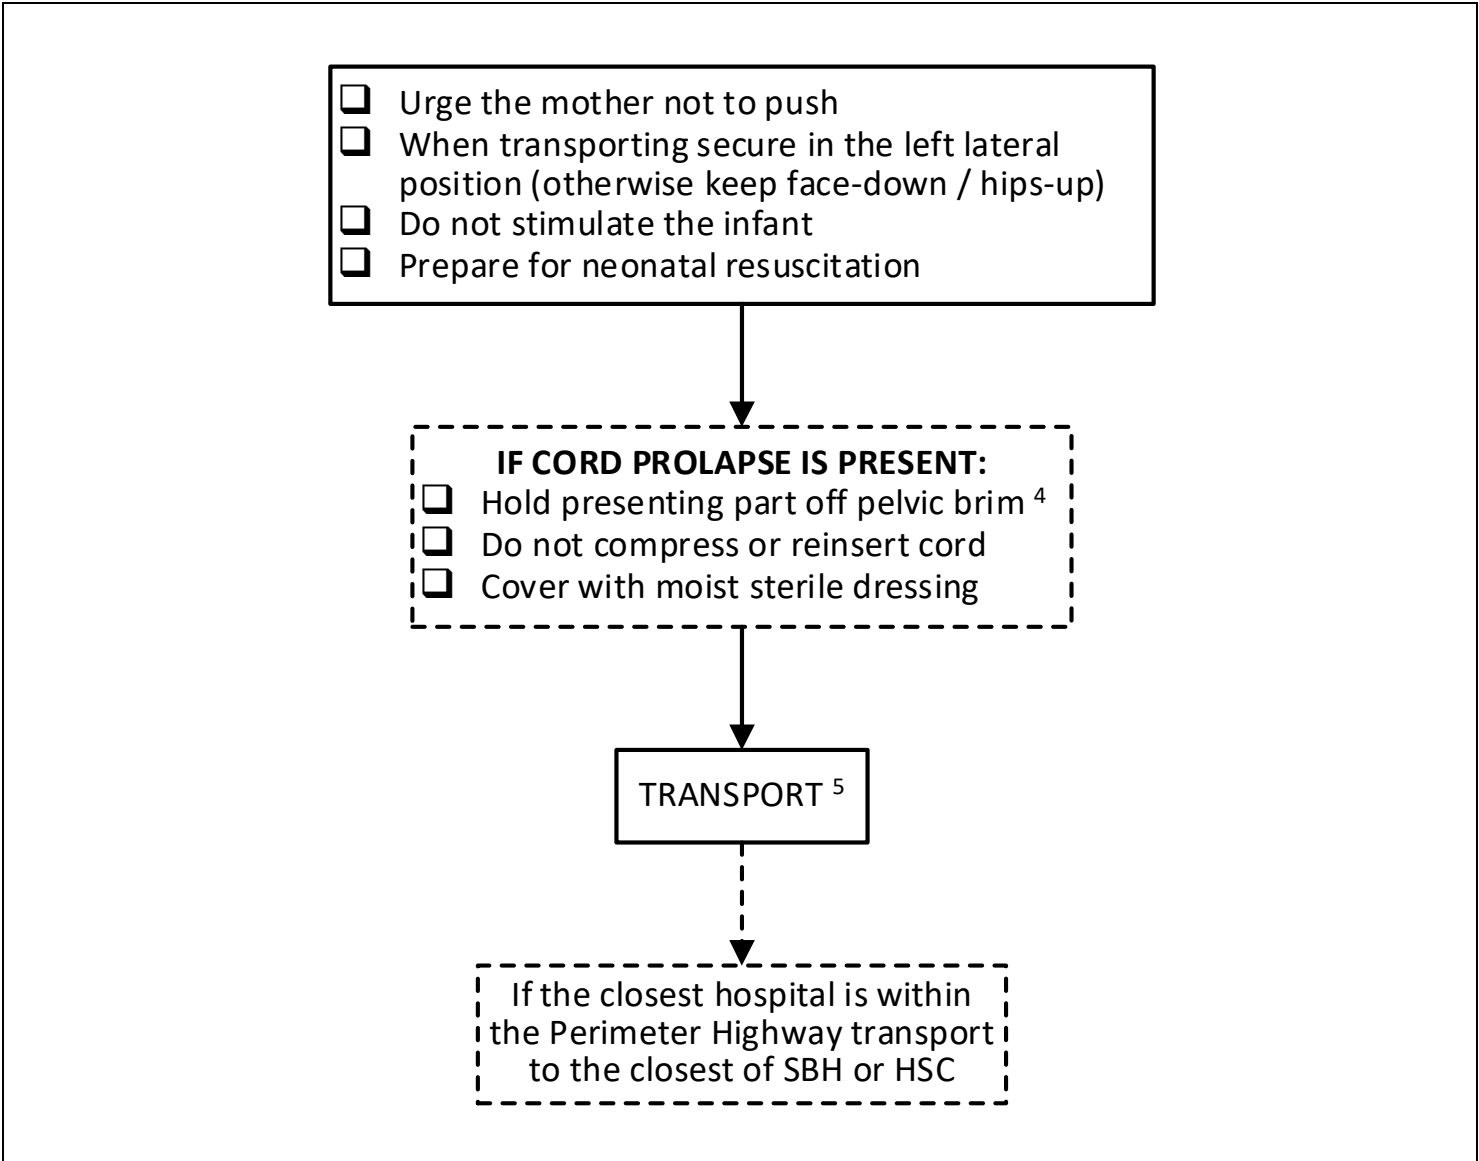 ❑ Urge the mother not to push
❑ When transporting secure in the left lateral
position (otherwise keep face-down / hips-up)
❑ Do not stimulate the infant
❑ Prepare for neonatal resuscitation
IF CORD PROLAPSE IS PRESENT:
❑ Hold presenting part off pelvic brim ⁴
❑ Do not compress or reinsert cord
❑ Cover with moist sterile dressing
TRANSPORT ⁵
If the closest hospital is within
the Perimeter Highway transport
to the closest of SBH or HSC